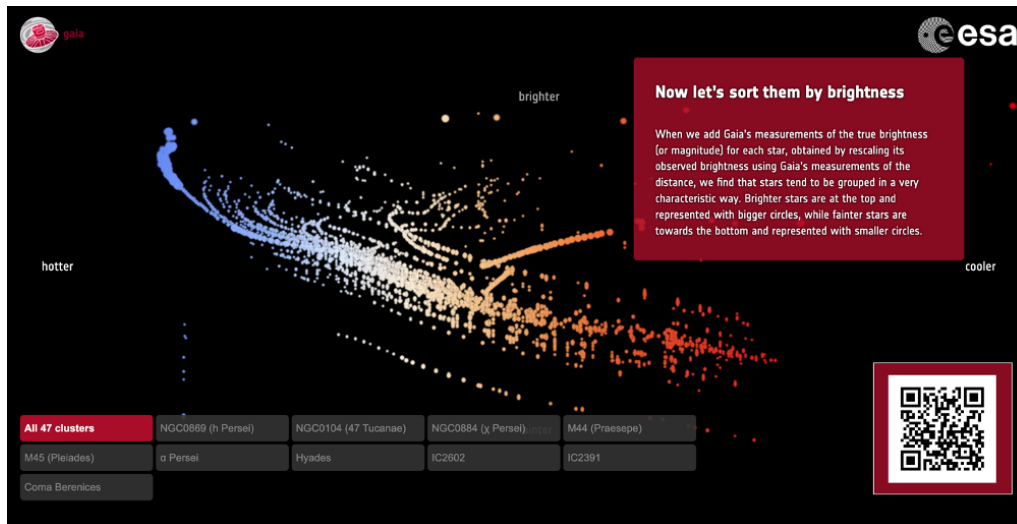 gaia
esa
brighter
Now let's sort them by brightness
When we add Gaia's measurements of the true brightness
(or magnitude) for each star, obtained by rescaling its
observed brightness using Gaia's measurements of the
distance, we find that stars tend to be grouped in a very
characteristic way. Brighter stars are at the top and
represented with bigger circles, while fainter stars are
towards the bottom and represented with smaller circles.
hotter
cooler
All 47 clusters
NGC0869 (h Persei)
NGC0104 (47 Tucanae)
NGC0884 (χ Persei)
M44 (Praesepe)
M45 (Pleiades)
α Persei
Hyades
IC2602
IC2391
Coma Berenices